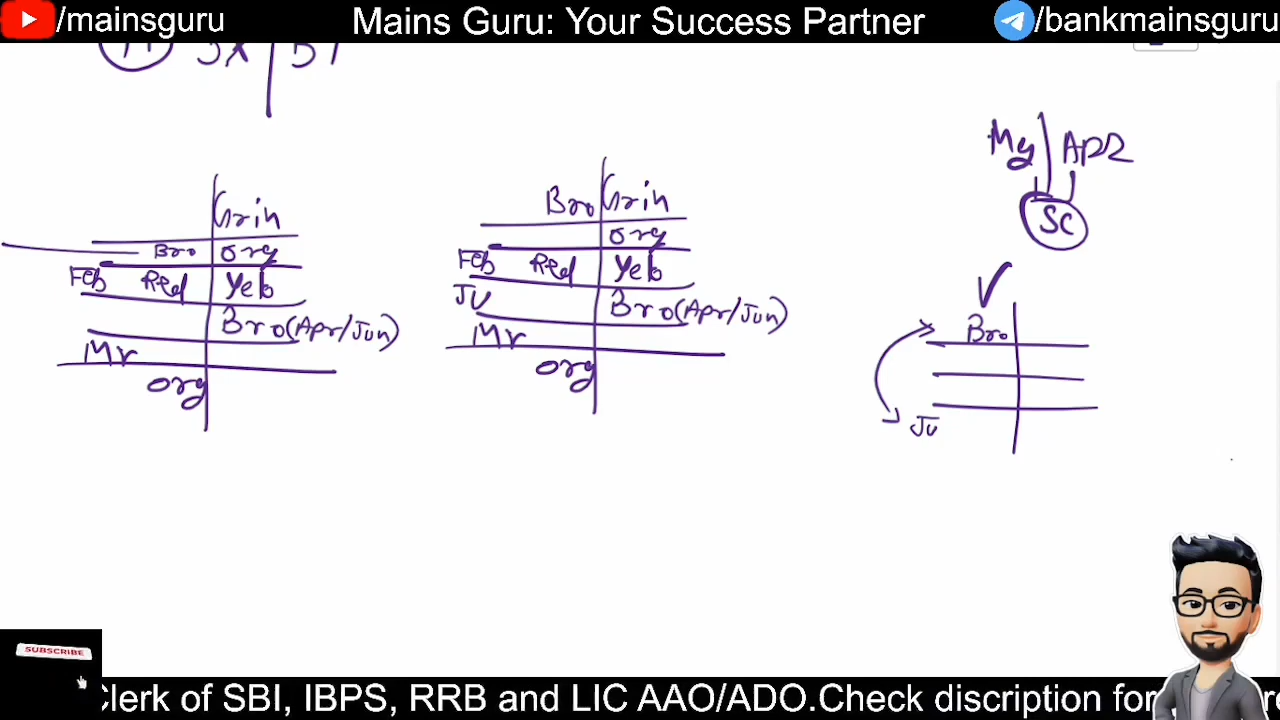 /mainsguru Mains Guru: Your Success Partner /bankmainsguru
My Apr
SC
Grin
Bro Org
Feb Red Yelo
Bro(Apr/Jun)
Mr
Org
Bro Grin
Org
Feb Red Yelo
JU
Bro(Apr/Jun)
Mr
Org
Bro
JU
SUBSCRIBE
Clerk of SBI, IBPS, RRB and LIC AAO/ADO.Check discription for